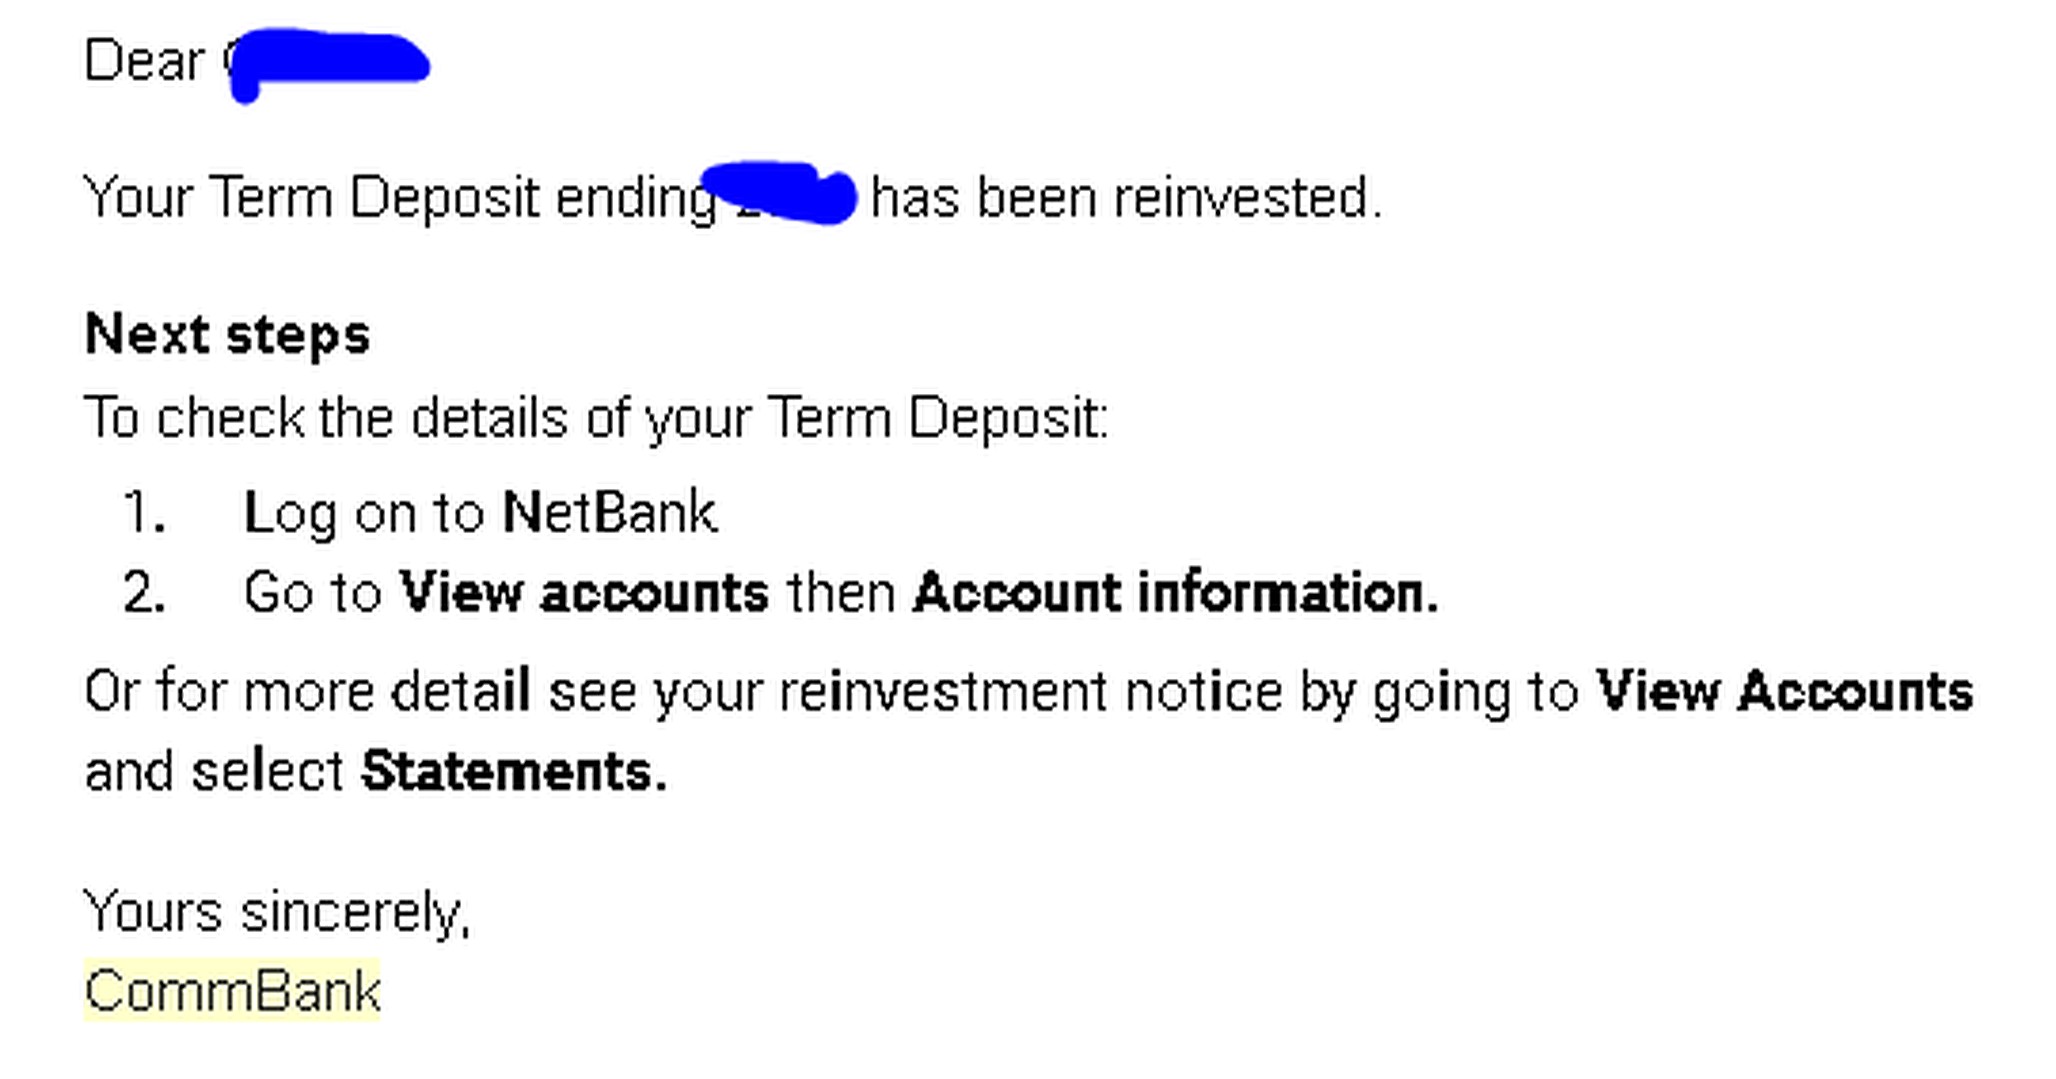 Dear
Your Term Deposit ending has been reinvested.
Next steps
To check the details of your Term Deposit:
1. Log on to NetBank
2. Go to View accounts then Account information.
Or for more detail see your reinvestment notice by going to View Accounts
and select Statements.
Yours sincerely,
CommBank